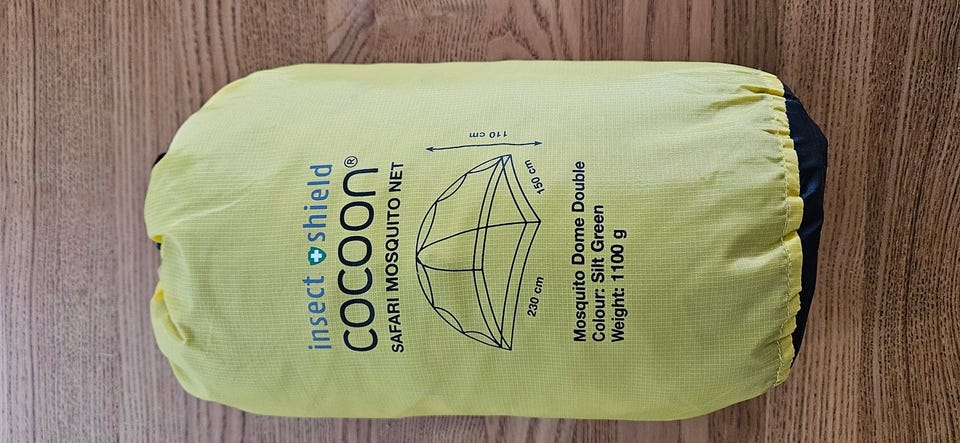 insect shield
cocoon®
SAFARI MOSQUITO NET
110 cm
150 cm
230 cm
Mosquito Dome Double
Colour: Silt Green
Weight: 1100 g